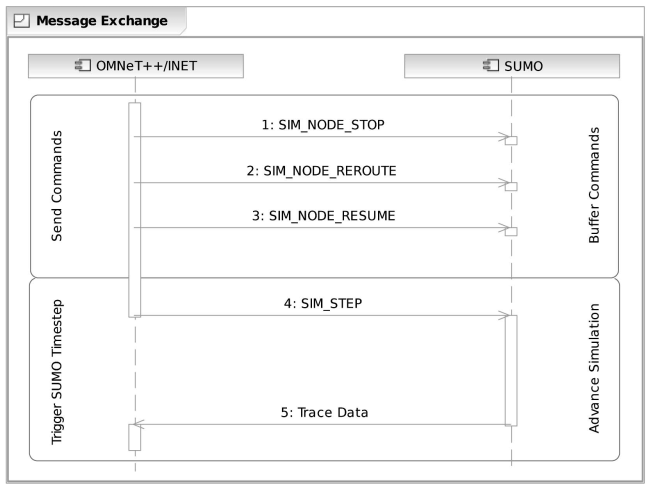 Message Exchange
OMNeT++/INET
SUMO
Send Commands
1: SIM_NODE_STOP
2: SIM_NODE_REROUTE
3: SIM_NODE_RESUME
Buffer Commands
Trigger SUMO Timestep
4: SIM_STEP
5: Trace Data
Advance Simulation